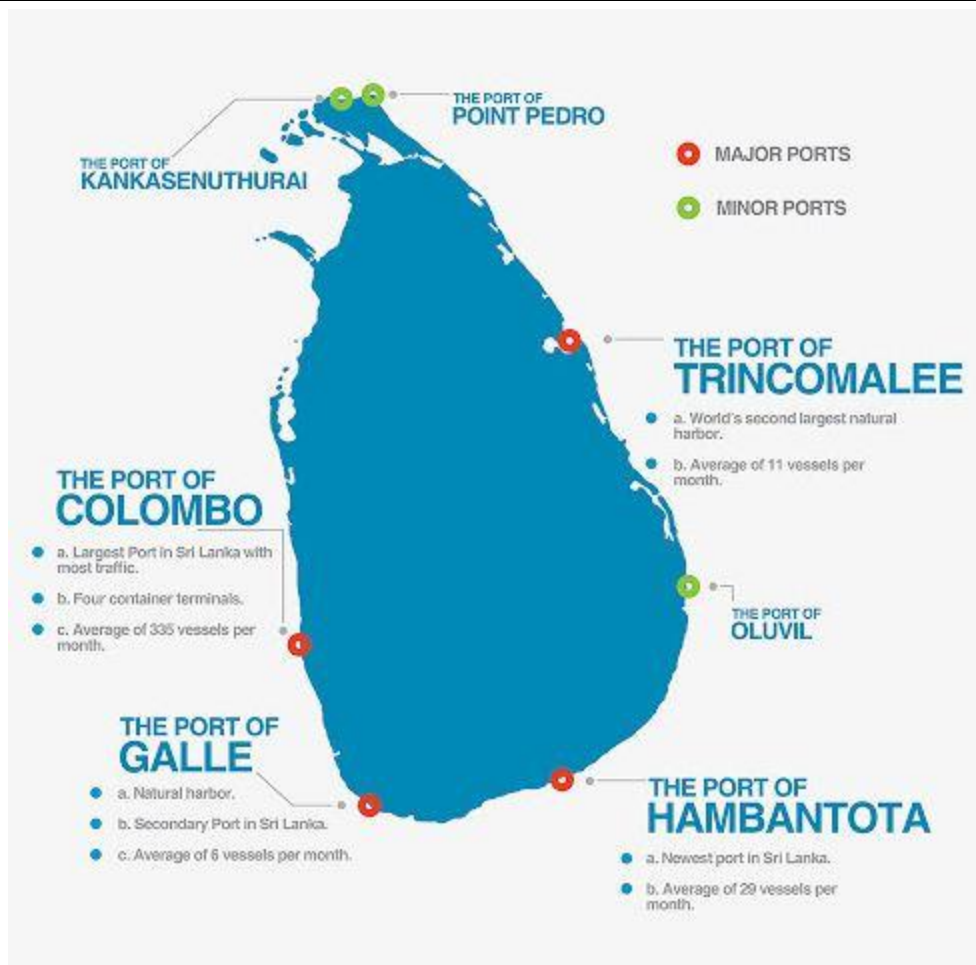 THE PORT OF
POINT PEDRO
THE PORT OF
KANKASENUTHURAI
MAJOR PORTS
MINOR PORTS
THE PORT OF
TRINCOMALEE
a. World's second largest natural
harbor.
b. Average of 11 vessels per
month.
THE PORT OF
COLOMBO
a. Largest Port in Sri Lanka with
most traffic.
b. Four container terminals.
c. Average of 335 vessels per
month.
THE PORT OF
OLUVIL
THE PORT OF
GALLE
a. Natural harbor.
b. Secondary Port in Sri Lanka.
c. Average of 6 vessels per month.
THE PORT OF
HAMBANTOTA
a. Newest port in Sri Lanka.
b. Average of 29 vessels per
month.